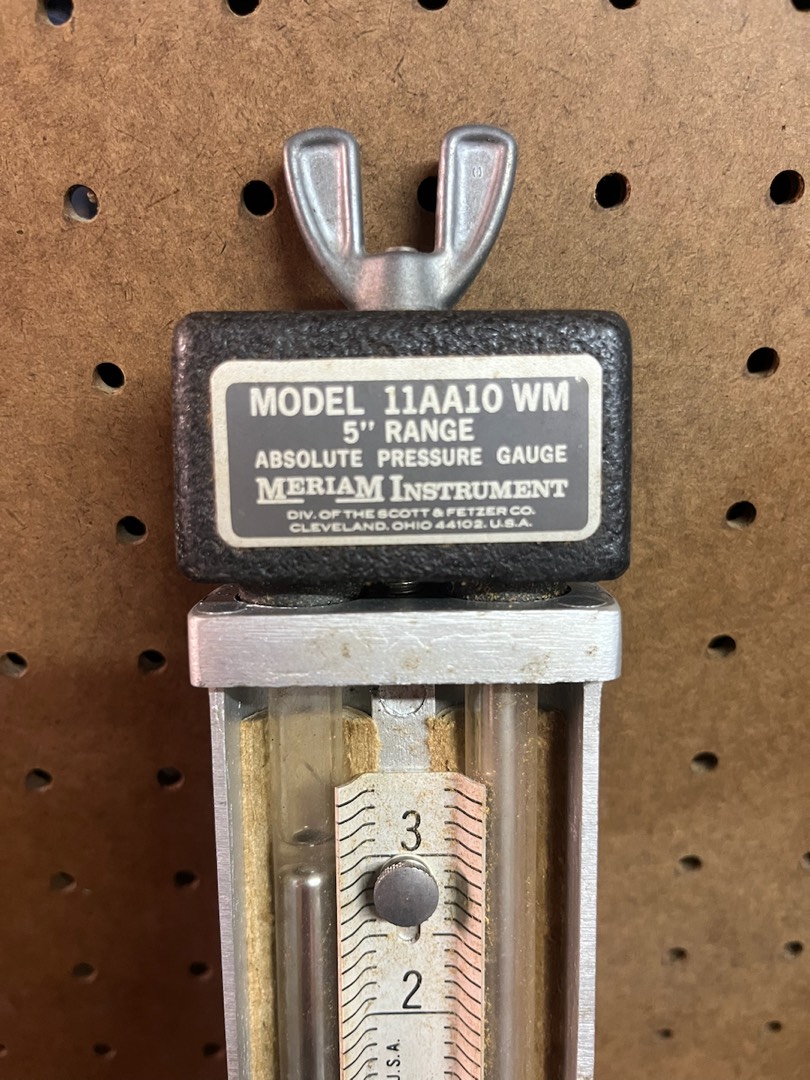 MODEL 11AA10 WM
5" RANGE
ABSOLUTE PRESSURE GAUGE
MERIAM INSTRUMENT
DIV. OF THE SCOTT & FETZER CO.
CLEVELAND, OHIO 44102. U.S.A.
3
2
U.S.A.